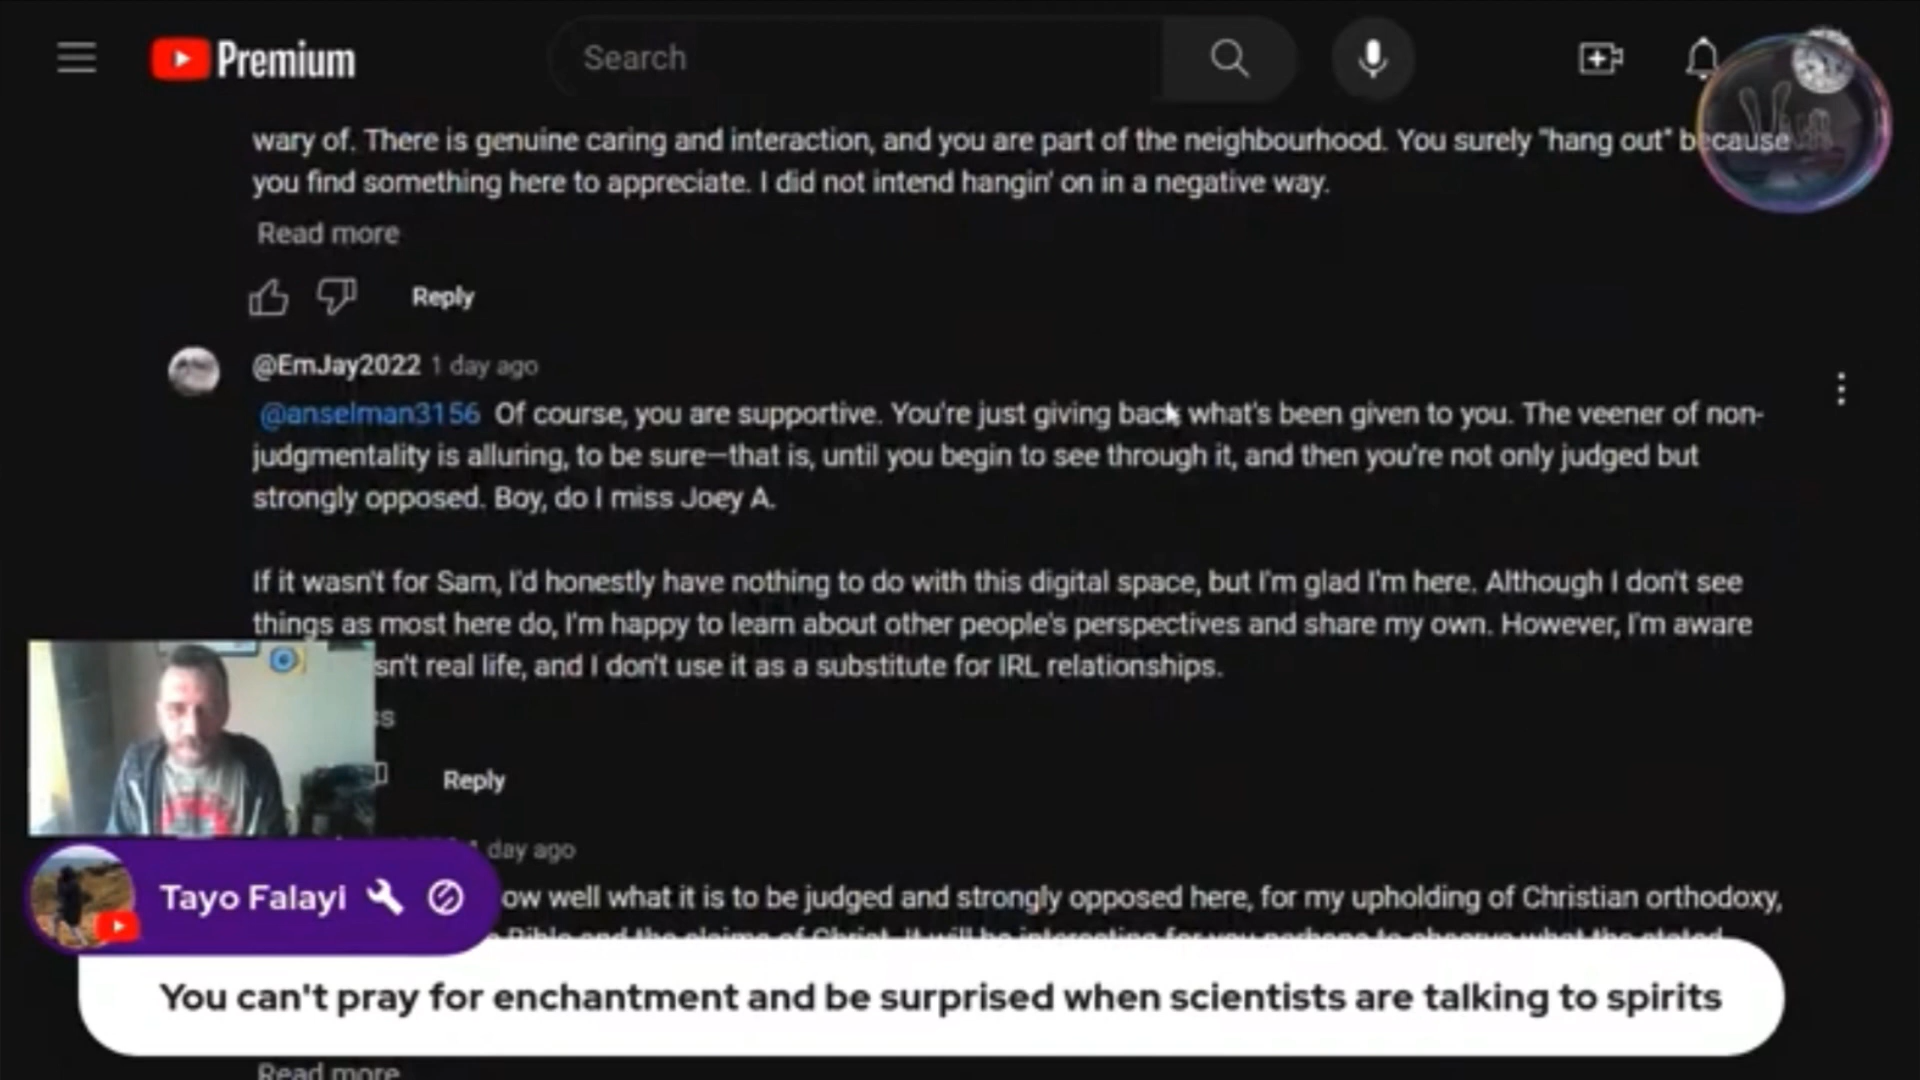 Premium
Search
wary of. There is genuine caring and interaction, and you are part of the neighbourhood. You surely "hang out" because
you find something here to appreciate. I did not intend hangin' on in a negative way.
Read more
Reply
@EmJay2022 1 day ago
@anselman3156 Of course, you are supportive. You're just giving back what's been given to you. The veener of non-
judgmentality is alluring, to be sure—that is, until you begin to see through it, and then you're not only judged but
strongly opposed. Boy, do I miss Joey A.
If it wasn't for Sam, I'd honestly have nothing to do with this digital space, but I'm glad I'm here. Although I don't see
things as most here do, I'm happy to learn about other people's perspectives and share my own. However, I'm aware
sn't real life, and I don't use it as a substitute for IRL relationships.
Reply
day ago
ow well what it is to be judged and strongly opposed here, for my upholding of Christian orthodoxy,
Tayo Falayi
You can't pray for enchantment and be surprised when scientists are talking to spirits
Read more